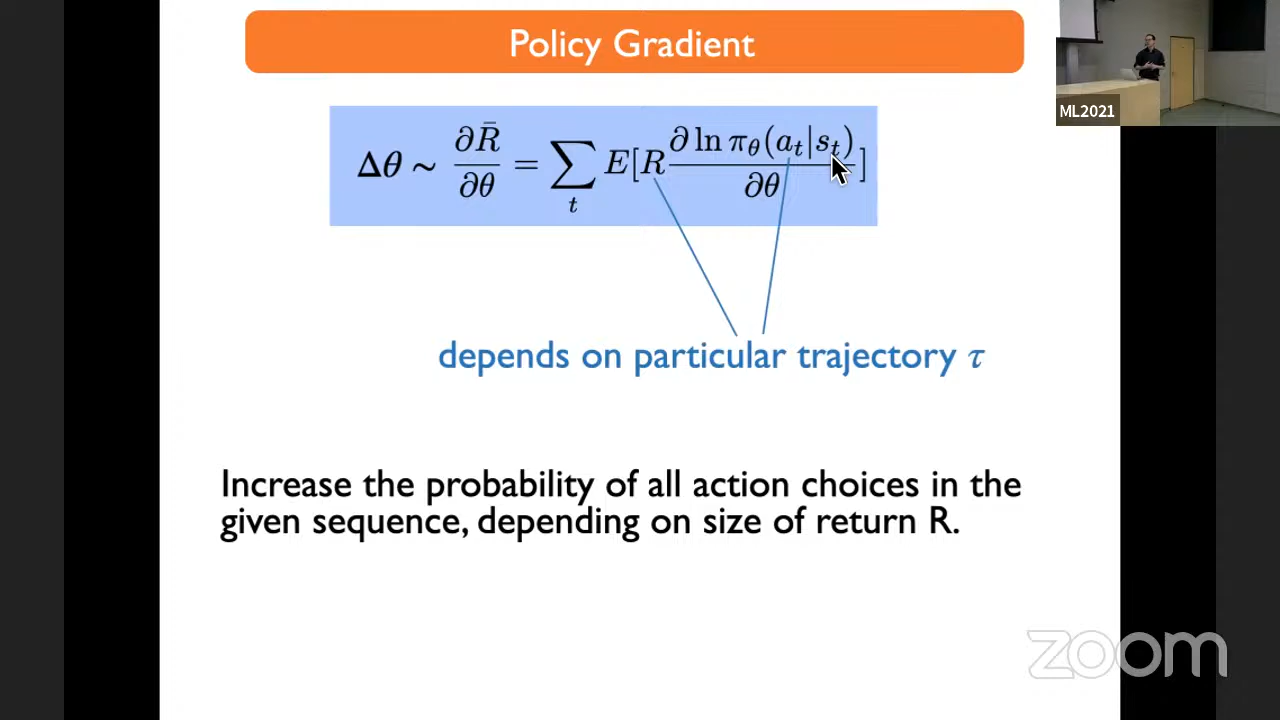 Policy Gradient
ML2021
Δθ ~ ∂R̄/∂θ = ∑_t E[R ∂ ln π_θ(a_t|s_t)/∂θ]
depends on particular trajectory τ
Increase the probability of all action choices in the
given sequence, depending on size of return R.
zoom